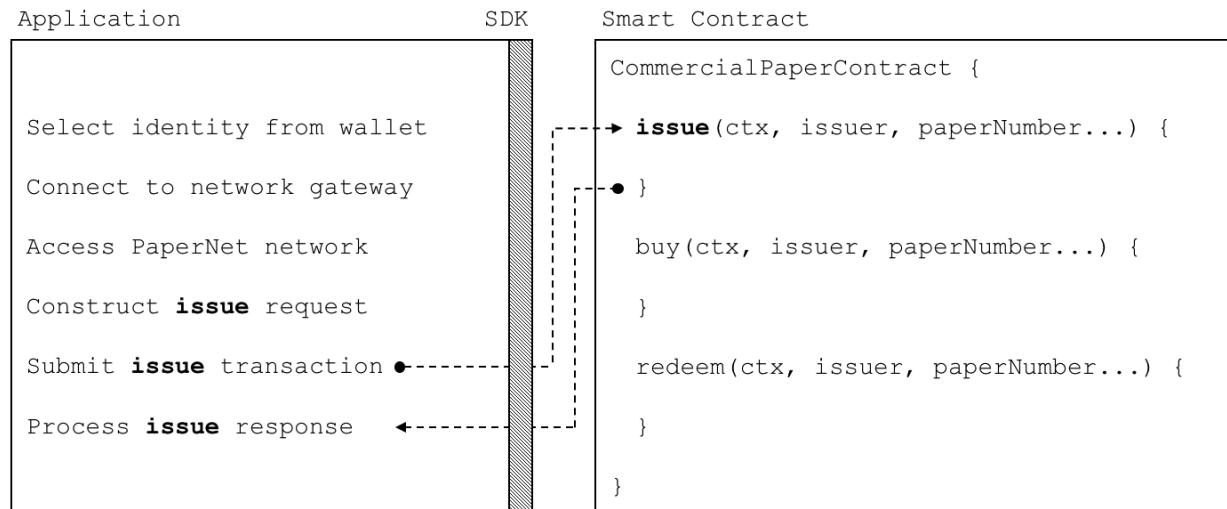 Application
SDK
Select identity from wallet
Connect to network gateway
Access PaperNet network
Construct issue request
Submit issue transaction
Process issue response
Smart Contract
CommercialPaperContract {
issue(ctx, issuer, paperNumber...) {
}
buy(ctx, issuer, paperNumber...) {
}
redeem(ctx, issuer, paperNumber...) {
}
}